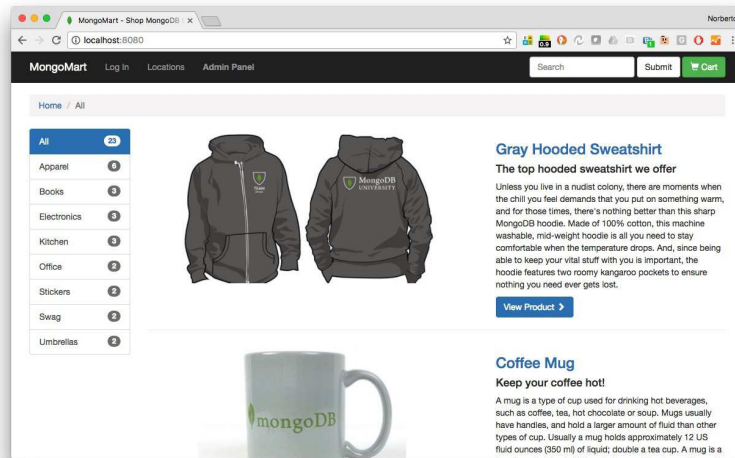 MongoMart - Shop MongoDB
Norberto
localhost:8080
0.9
MongoMart Log In Locations Admin Panel Search Submit Cart
Home / All
All 23
Apparel 6
Books 3
Electronics 3
Kitchen 3
Office 2
Stickers 2
Swag 2
Umbrellas 2
MongoDB
UNIVERSITY
Gray Hooded Sweatshirt
The top hooded sweatshirt we offer
Unless you live in a nudist colony, there are moments when
the chill you feel demands that you put on something warm,
and for those times, there's nothing better than this sharp
MongoDB hoodie. Made of 100% cotton, this machine
washable, mid-weight hoodie is all you need to stay
comfortable when the temperature drops. And, since being
able to keep your vital stuff with you is important, the
hoodie features two roomy kangaroo pockets to ensure
nothing you need ever gets lost.
View Product
mongoDB
Coffee Mug
Keep your coffee hot!
A mug is a type of cup used for drinking hot beverages,
such as coffee, tea, hot chocolate or soup. Mugs usually
have handles, and hold a larger amount of fluid than other
types of cup. Usually a mug holds approximately 12 US
fluid ounces (350 ml) of liquid; double a tea cup. A mug is a